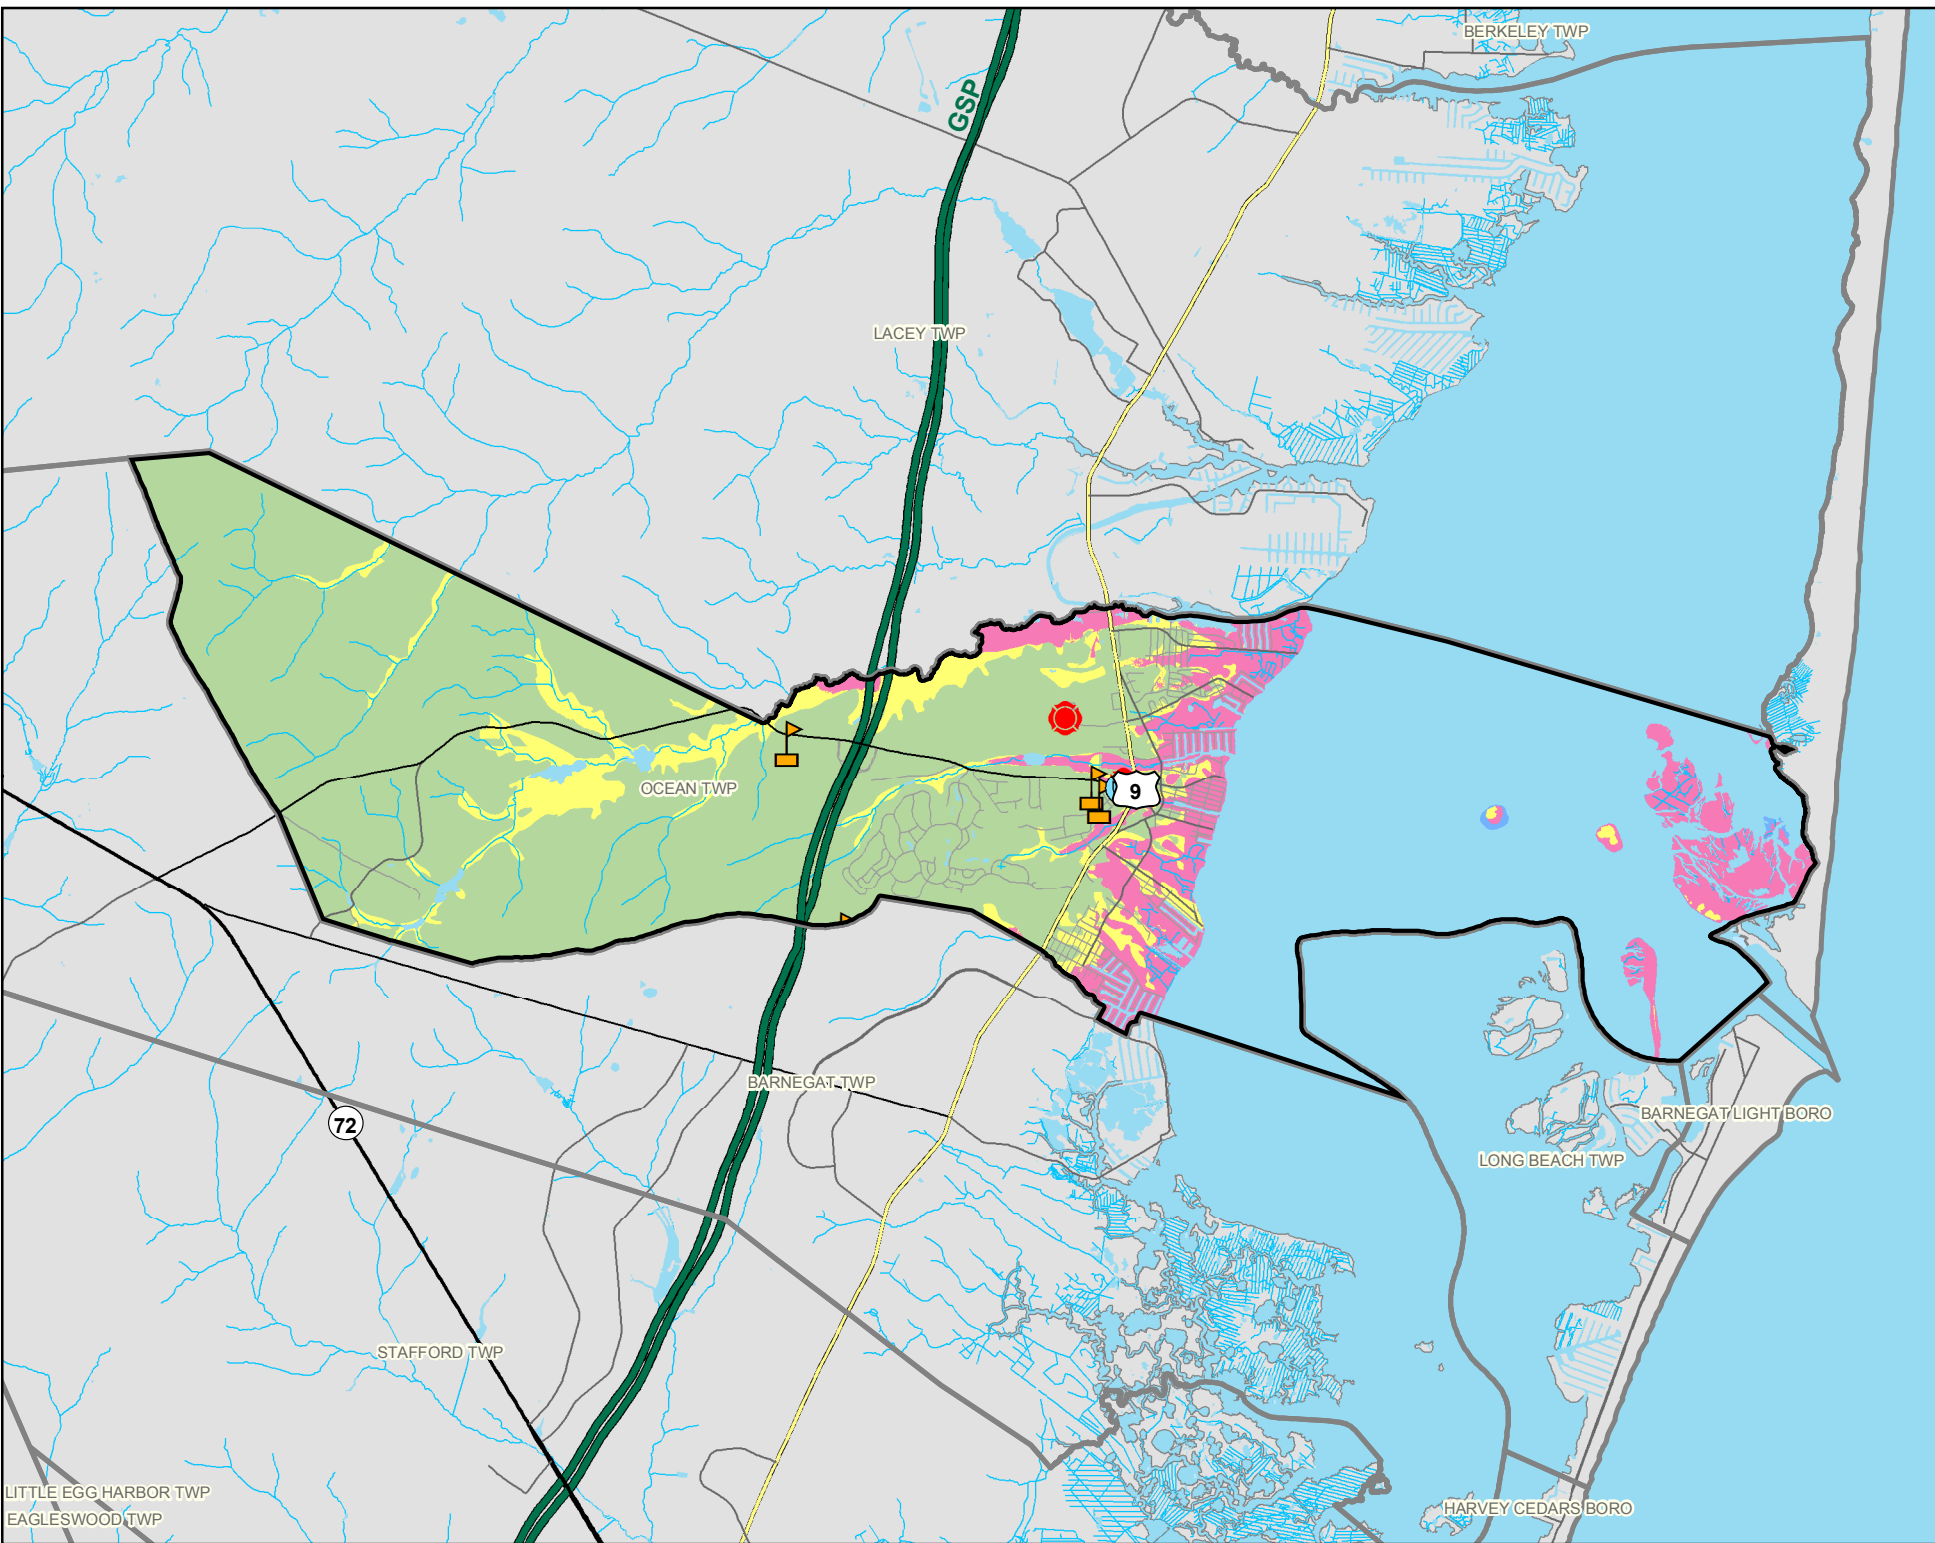 BERKELEY TWP
GSP
LACEY TWP
OCEAN TWP
9
BARNEGAT TWP
BARNEGAT LIGHT BORO
72
LONG BEACH TWP
STAFFORD TWP
LITTLE EGG HARBOR TWP
HARVEY CEDARS BORO
EAGLESWOOD TWP